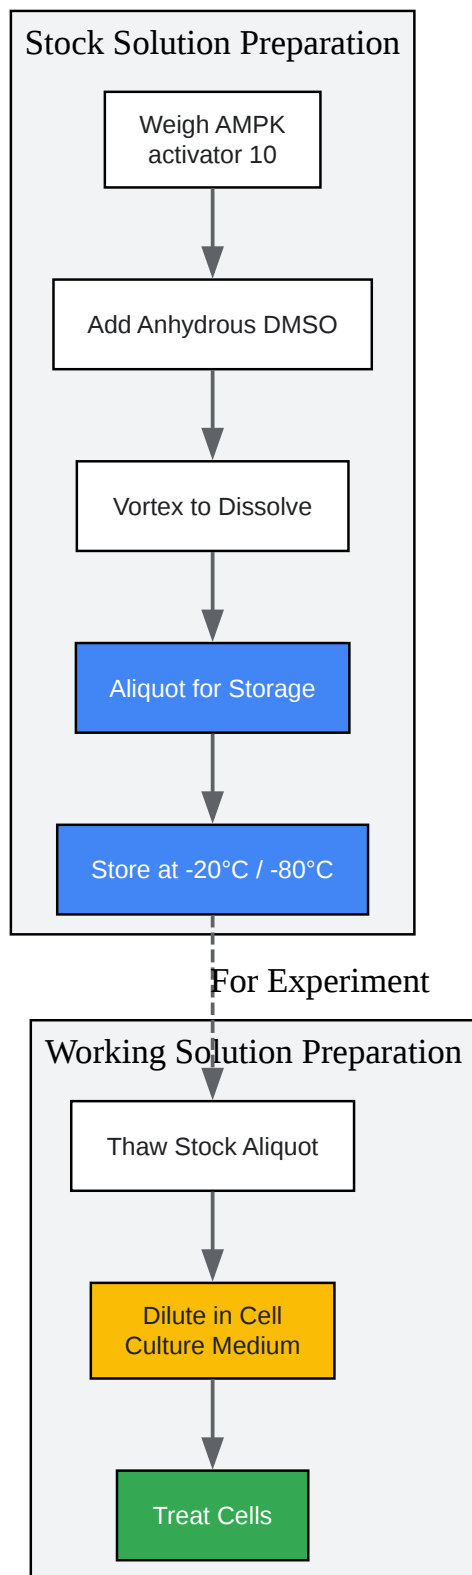 Stock Solution Preparation
Weigh AMPK
activator 10
Add Anhydrous DMSO
Vortex to Dissolve
Aliquot for Storage
Store at -20°C / -80°C
For Experiment
Working Solution Preparation
Thaw Stock Aliquot
Dilute in Cell
Culture Medium
Treat Cells